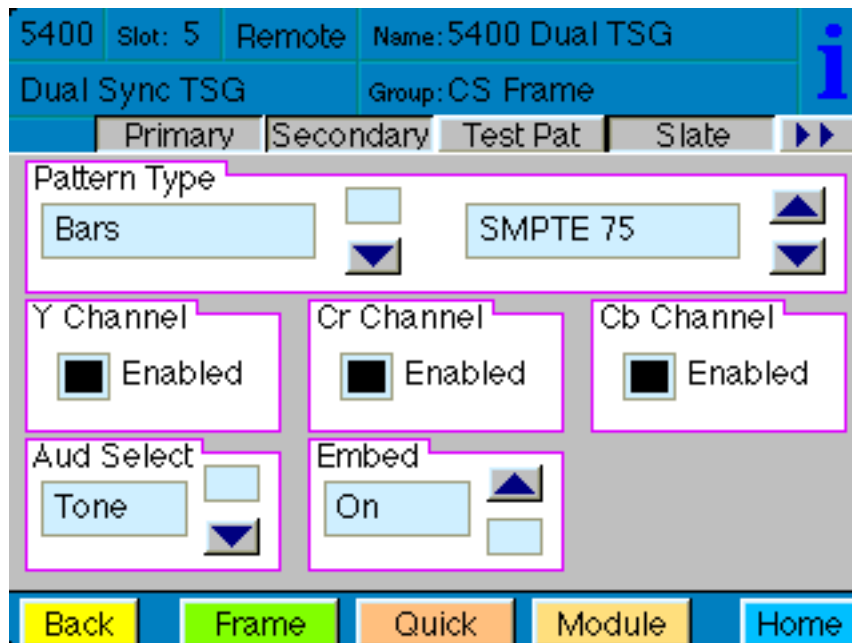 5400 Slot: 5 Remote Name: 5400 Dual TSG
i
Dual Sync TSG Group: CS Frame
Primary Secondary Test Pat Slate
Pattern Type
Bars SMPTE 75
Y Channel Cr Channel Cb Channel
Enabled Enabled Enabled
Aud Select Embed
Tone On
Back Frame Quick Module Home